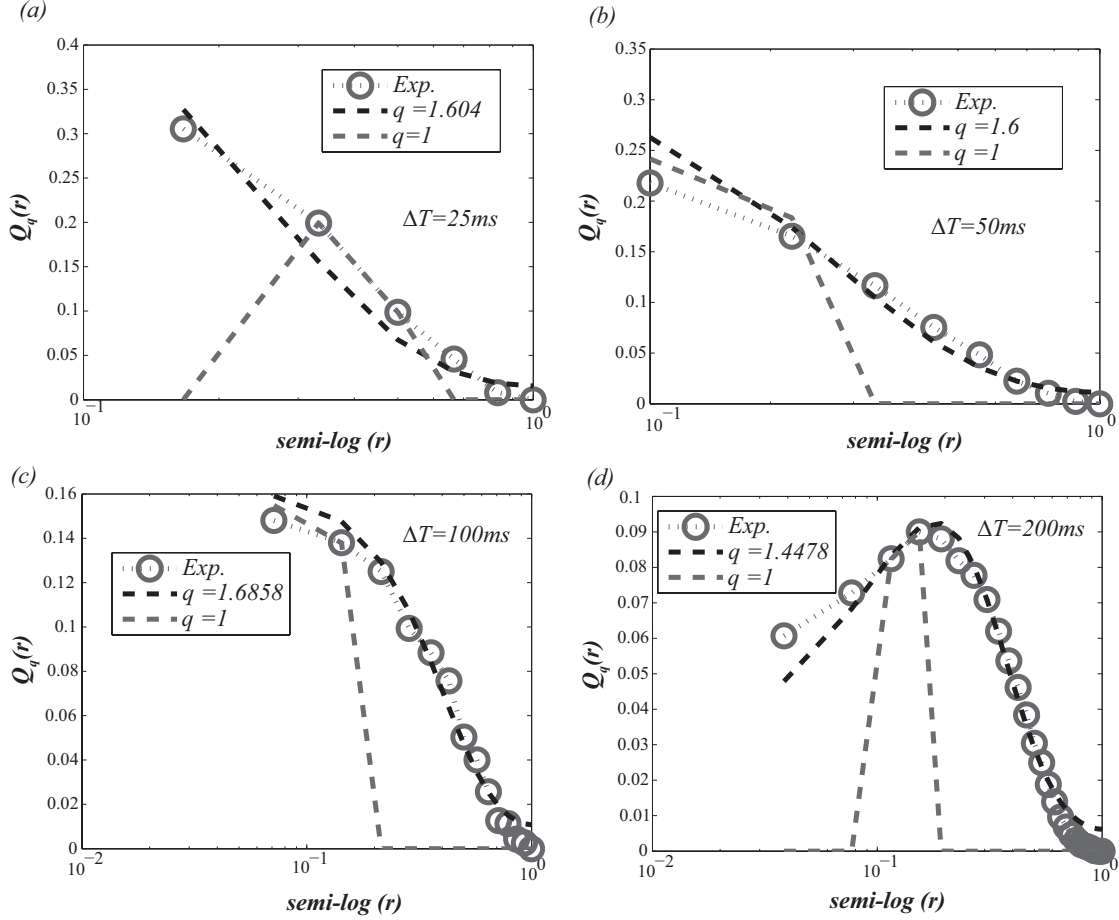 (a)
0.4
0.35
0.3
0.25
0.2
0.15
0.1
0.05
0
Q_q(r)
Exp.
q =1.604
q=1
ΔT=25ms
10^-1
10^0
semi-log (r)
(b)
0.35
0.3
0.25
0.2
0.15
0.1
0.05
0
Q_q(r)
Exp.
q =1.6
q =1
ΔT=50ms
10^-1
10^0
semi-log (r)
(c)
0.16
0.14
0.12
0.1
0.08
0.06
0.04
0.02
0
Q_q(r)
ΔT=100ms
Exp.
q =1.6858
q =1
10^-2
10^-1
10^0
semi-log (r)
(d)
0.1
0.09
0.08
0.07
0.06
0.05
0.04
0.03
0.02
0.01
0
Q_q(r)
Exp.
q =1.4478
q =1
ΔT=200ms
10^-2
10^-1
10^0
semi-log (r)